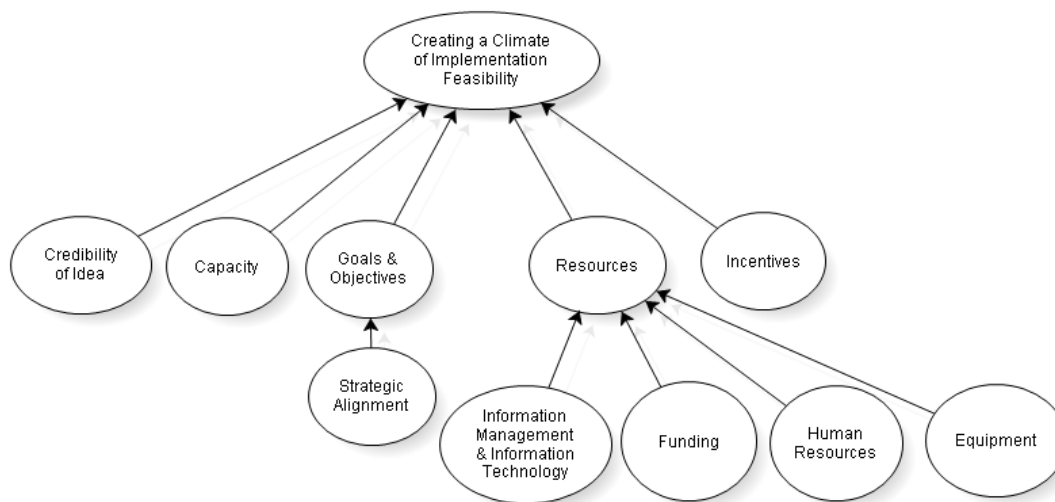 Creating a Climate
of Implementation
Feasibility
Credibility
of Idea
Capacity
Goals &
Objectives
Resources
Incentives
Strategic
Alignment
Information
Management
& Information
Technology
Funding
Human
Resources
Equipment